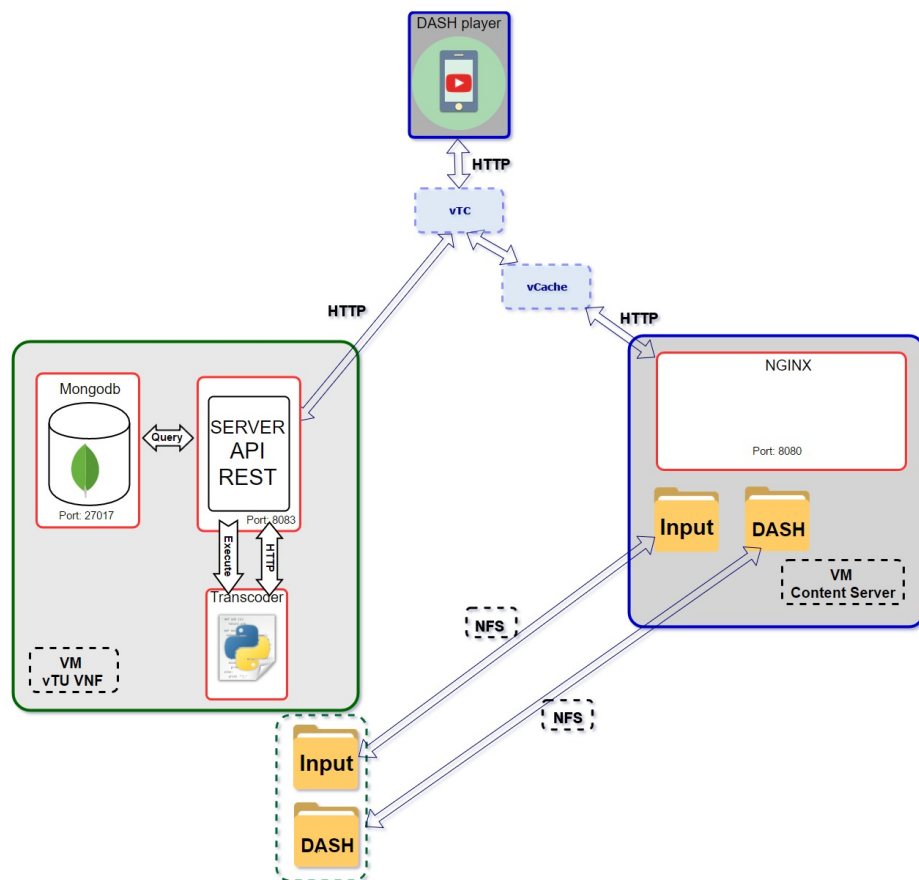 DASH player
HTTP
vTC
vCache
HTTP
HTTP
Mongodb
Port: 27017
Query
SERVER
API
REST
Port: 8083
Execute
HTTP
Transcoder
VM
vTU VNF
NGINX
Port: 8080
Input
DASH
VM
Content Server
NFS
NFS
Input
DASH